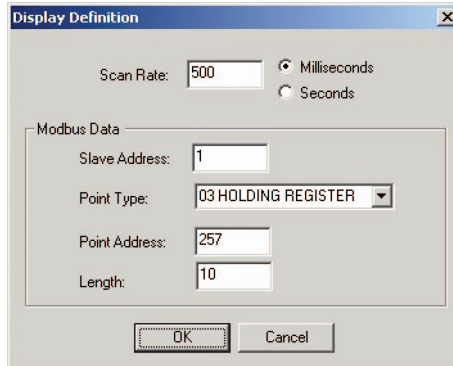 Display Definition
Scan Rate: 500 Milliseconds
Seconds
Modbus Data
Slave Address: 1
Point Type: 03 HOLDING REGISTER
Point Address: 257
Length: 10
OK Cancel